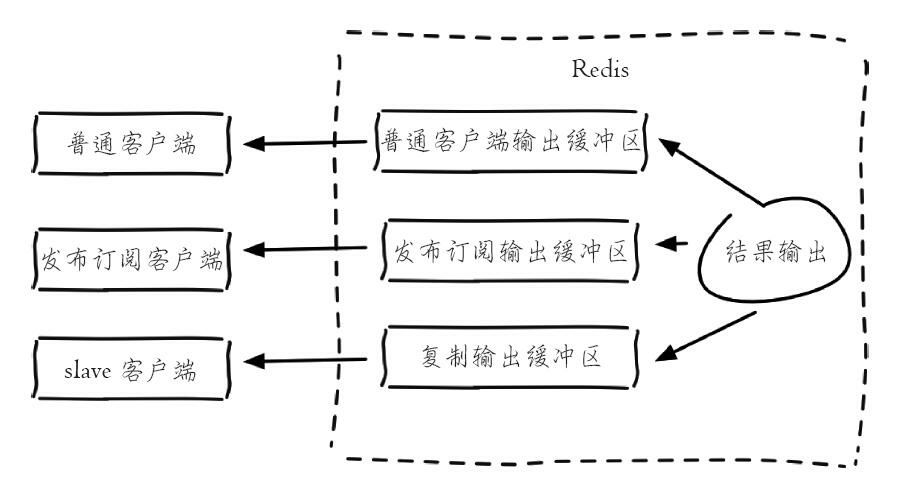 Redis
普通客户端
普通客户端输出缓冲区
发布订阅客户端
发布订阅输出缓冲区
结果输出
slave 客户端
复制输出缓冲区